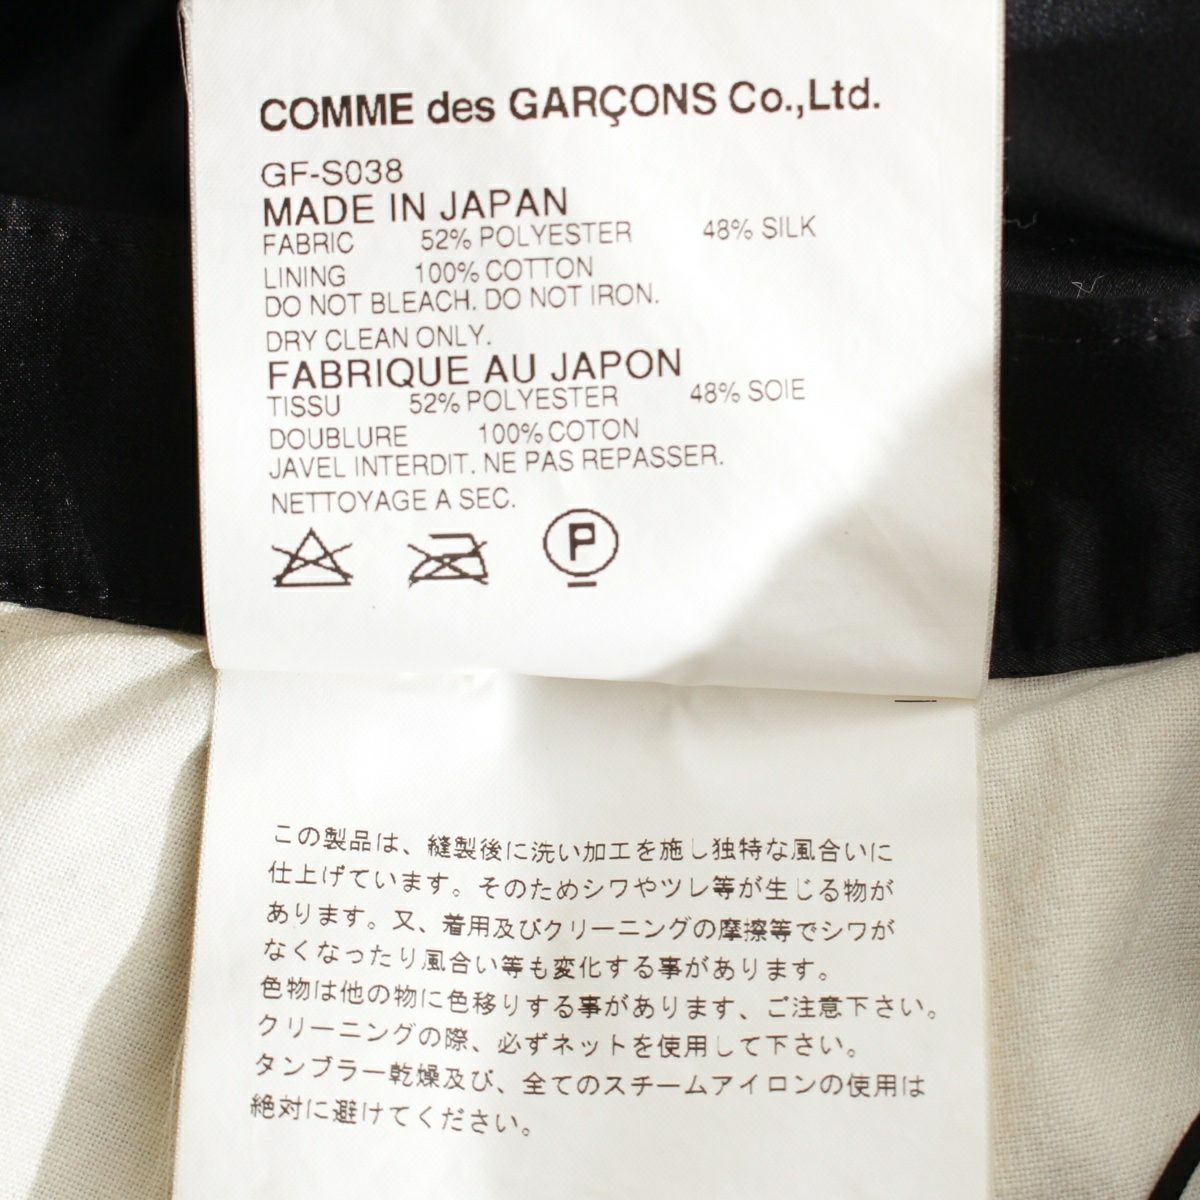 COMME des GARÇONS Co.,Ltd.
GF-S038
MADE IN JAPAN
FABRIC 52% POLYESTER 48% SILK
LINING 100% COTTON
DO NOT BLEACH. DO NOT IRON.
DRY CLEAN ONLY.
FABRIQUE AU JAPON
TISSU 52% POLYESTER 48% SOIE
DOUBLURE 100% COTON
JAVEL INTERDIT. NE PAS REPASSER.
NETTOYAGE A SEC.
P
この製品は、縫製後に洗い加工を施し独特な風合いに
仕上げています。そのためシワやツレ等が生じる物が
あります。又、着用及びクリーニングの摩擦等でシワが
なくなったり風合い等も変化する事があります。
色物は他の物に色移りする事があります、ご注意下さい。
クリーニングの際、必ずネットを使用して下さい。
タンブラー乾燥及び、全てのスチームアイロンの使用は
絶対に避けてください。